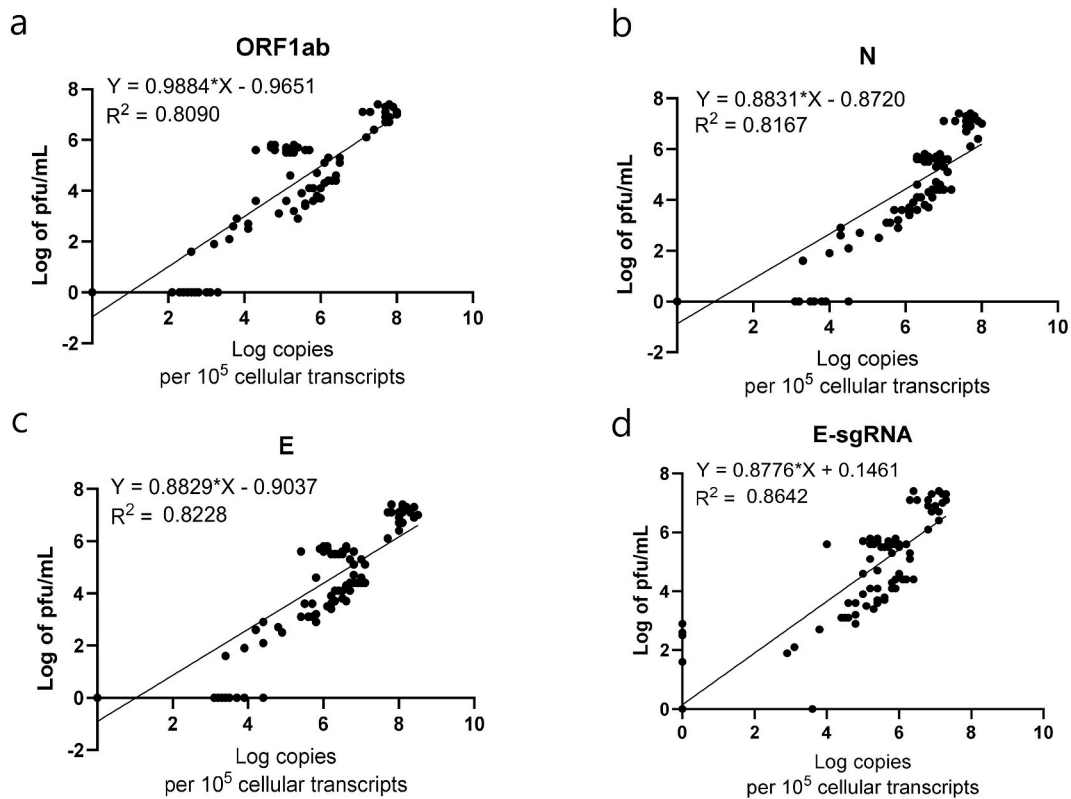 a
ORF1ab
Y = 0.9884*X - 0.9651
R² = 0.8090
Log of pfu/mL
8
6
4
2
0
-2
2
4
6
8
10
Log copies
per 10⁵ cellular transcripts
b
N
Y = 0.8831*X - 0.8720
R² = 0.8167
Log of pfu/mL
8
6
4
2
0
-2
2
4
6
8
10
Log copies
per 10⁵ cellular transcripts
c
E
Y = 0.8829*X - 0.9037
R² = 0.8228
Log of pfu/mL
8
6
4
2
0
-2
2
4
6
8
10
Log copies
per 10⁵ cellular transcripts
d
E-sgRNA
Y = 0.8776*X + 0.1461
R² = 0.8642
Log of pfu/mL
8
6
4
2
0
0
2
4
6
8
10
Log copies
per 10⁵ cellular transcripts